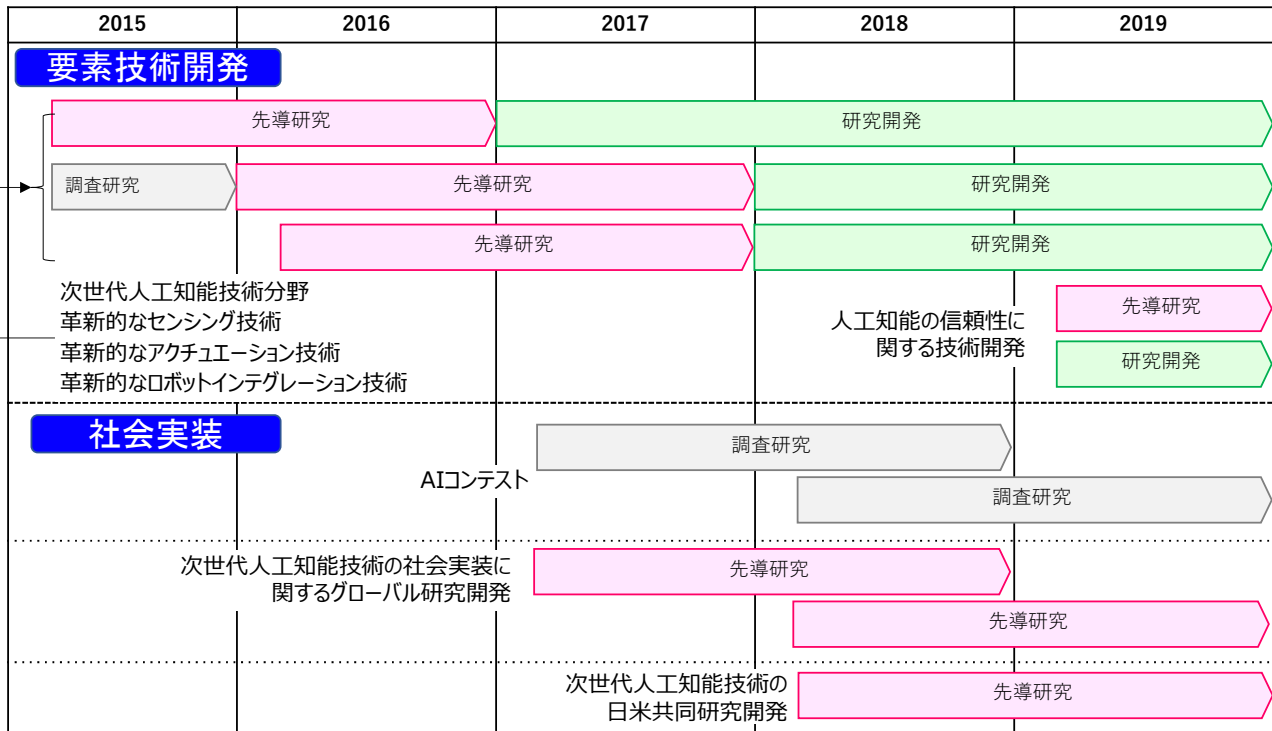 2015 2016 2017 2018 2019
要素技術開発
先導研究 研究開発
調査研究 先導研究 研究開発
先導研究 研究開発
次世代人工知能技術分野
革新的なセンシング技術
革新的なアクチュエーション技術
革新的なロボットインテグレーション技術
人工知能の信頼性に
関する技術開発
先導研究
研究開発
社会実装
AIコンテスト
調査研究
調査研究
次世代人工知能技術の社会実装に
関するグローバル研究開発
先導研究
先導研究
次世代人工知能技術の
日米共同研究開発
先導研究